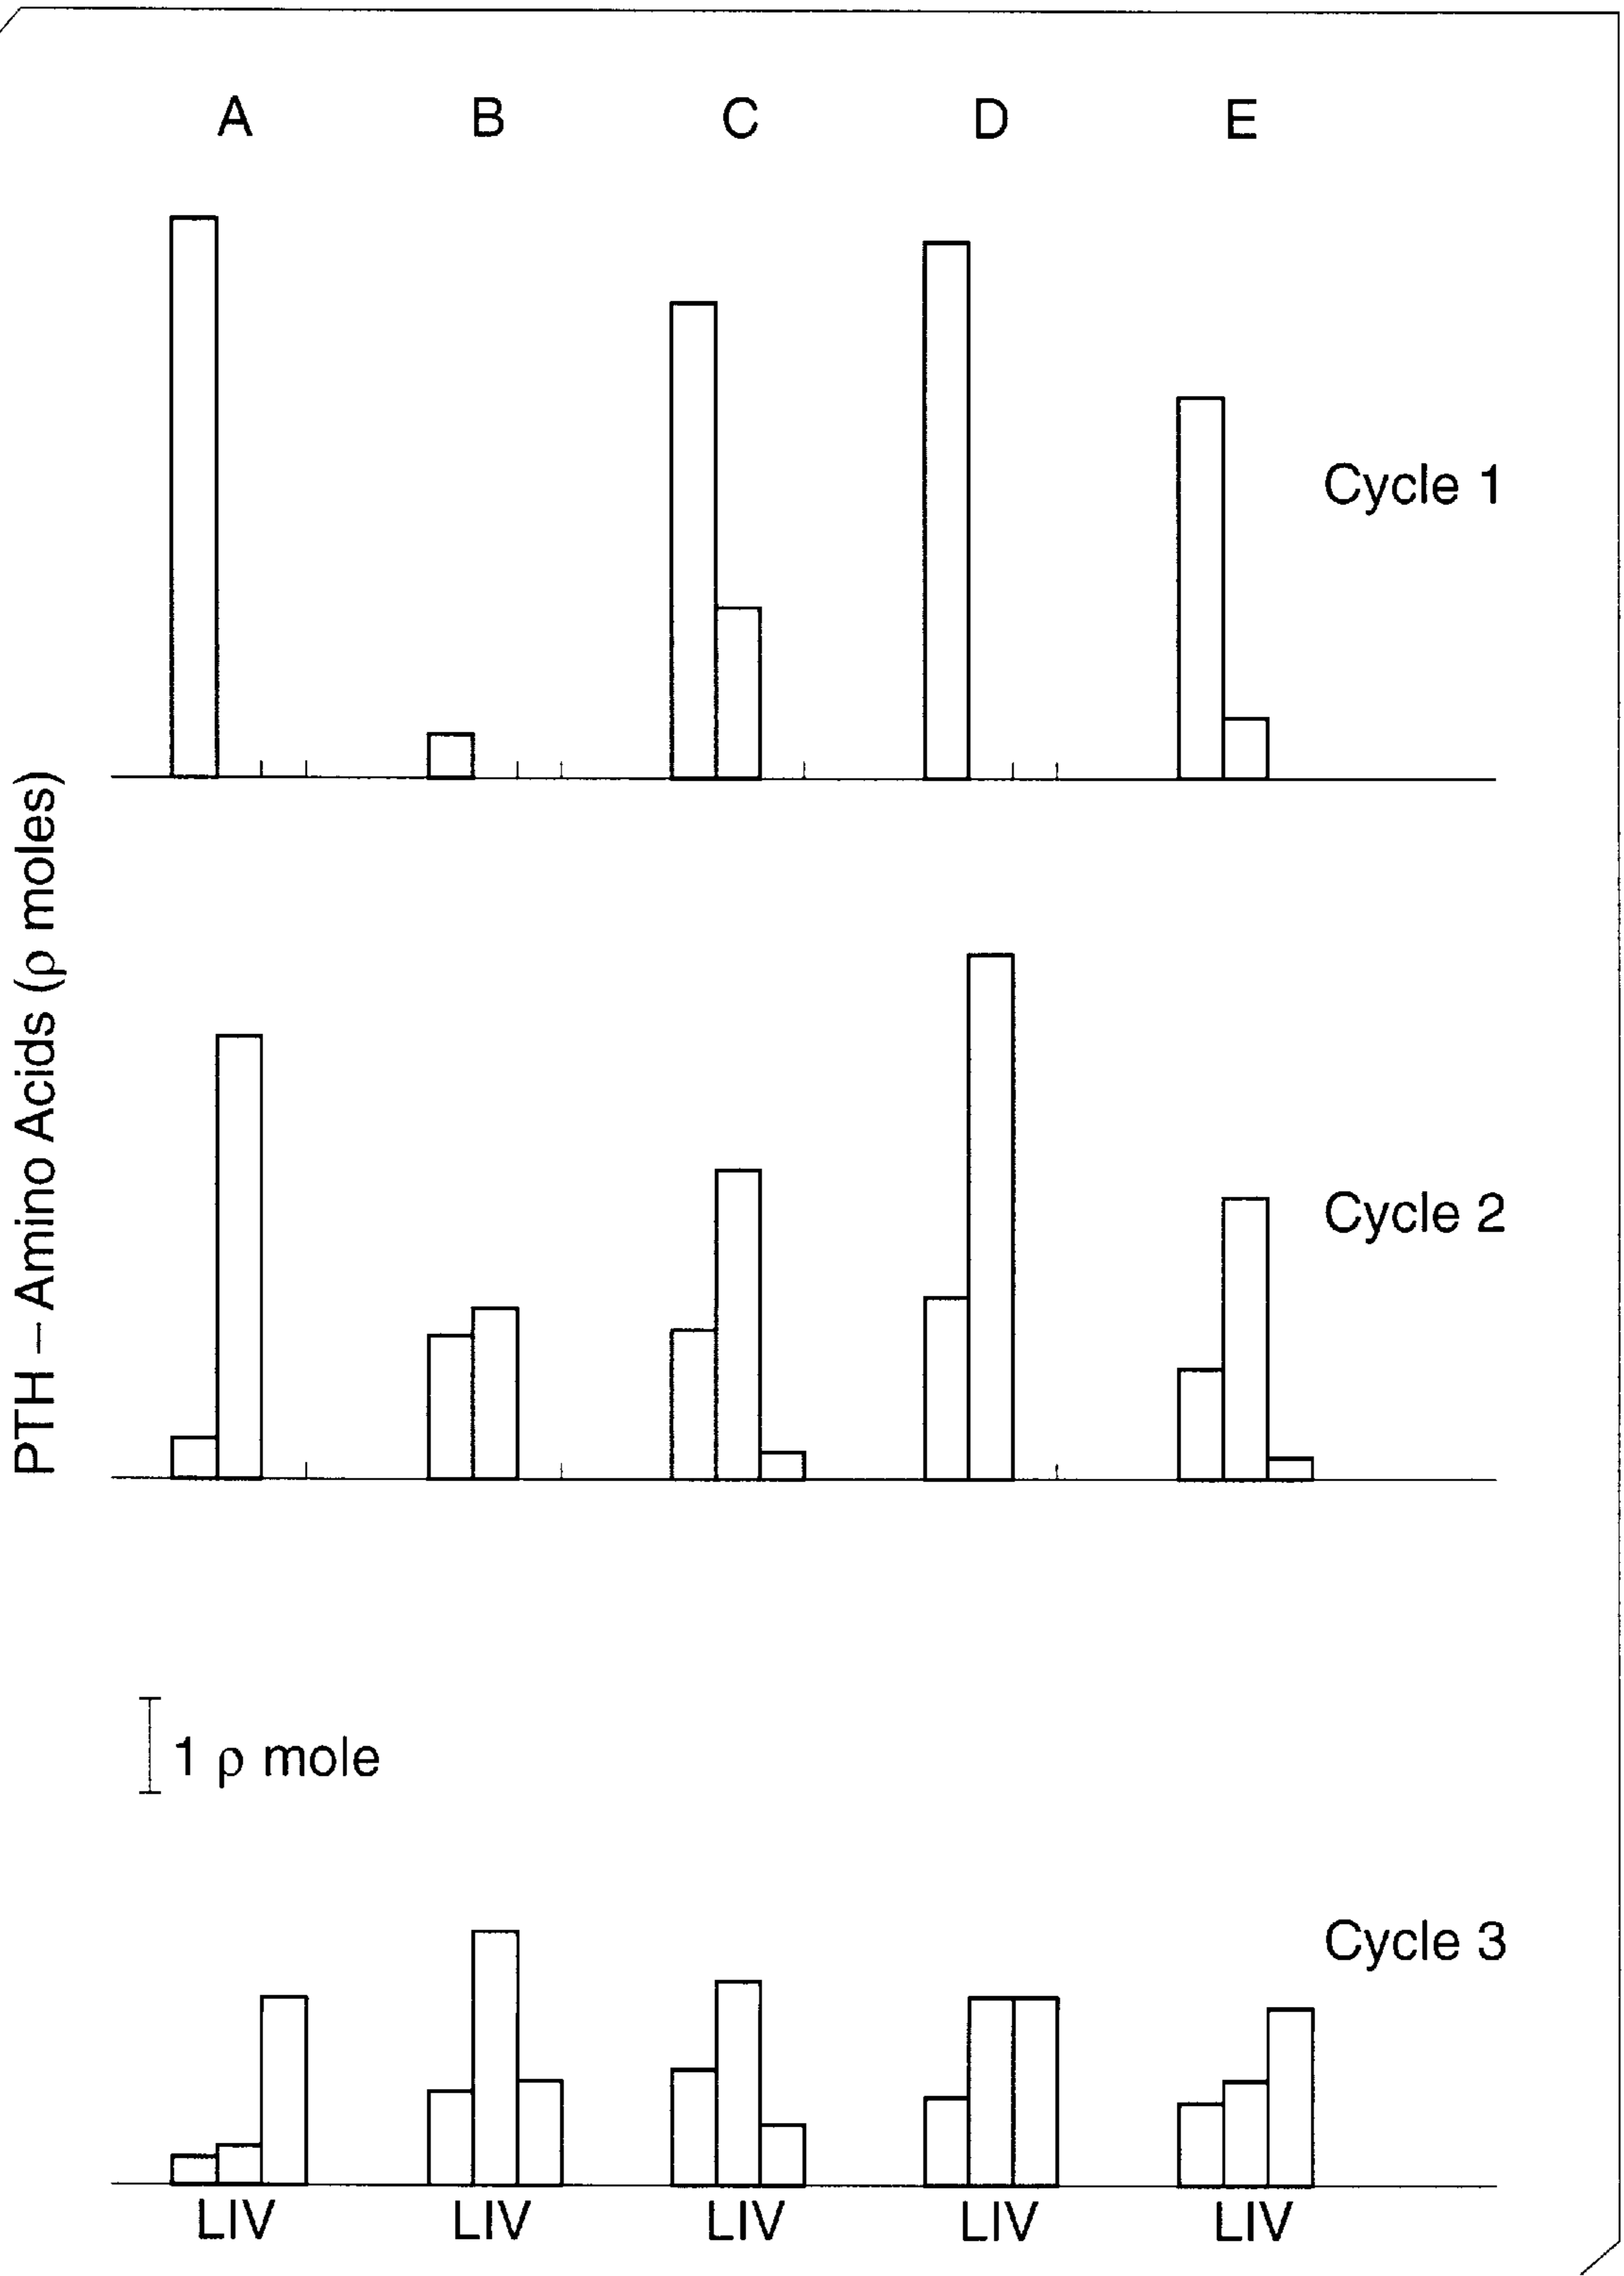 A B C D E
Cycle 1
PTH – Amino Acids (ρ moles)
Cycle 2
1 ρ mole
Cycle 3
LIV LIV LIV LIV LIV